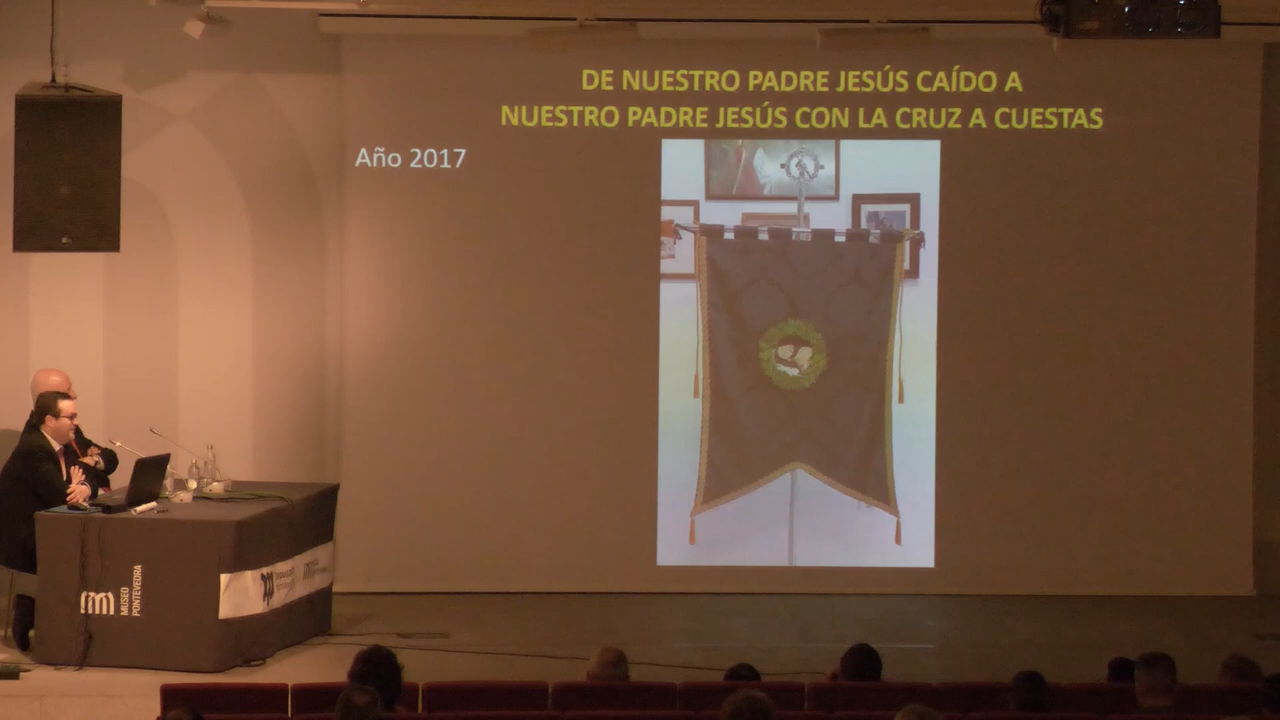 DE NUESTRO PADRE JESÚS CAÍDO A
NUESTRO PADRE JESÚS CON LA CRUZ A CUESTAS
Año 2017
MUSEO
PONTEVEDRA